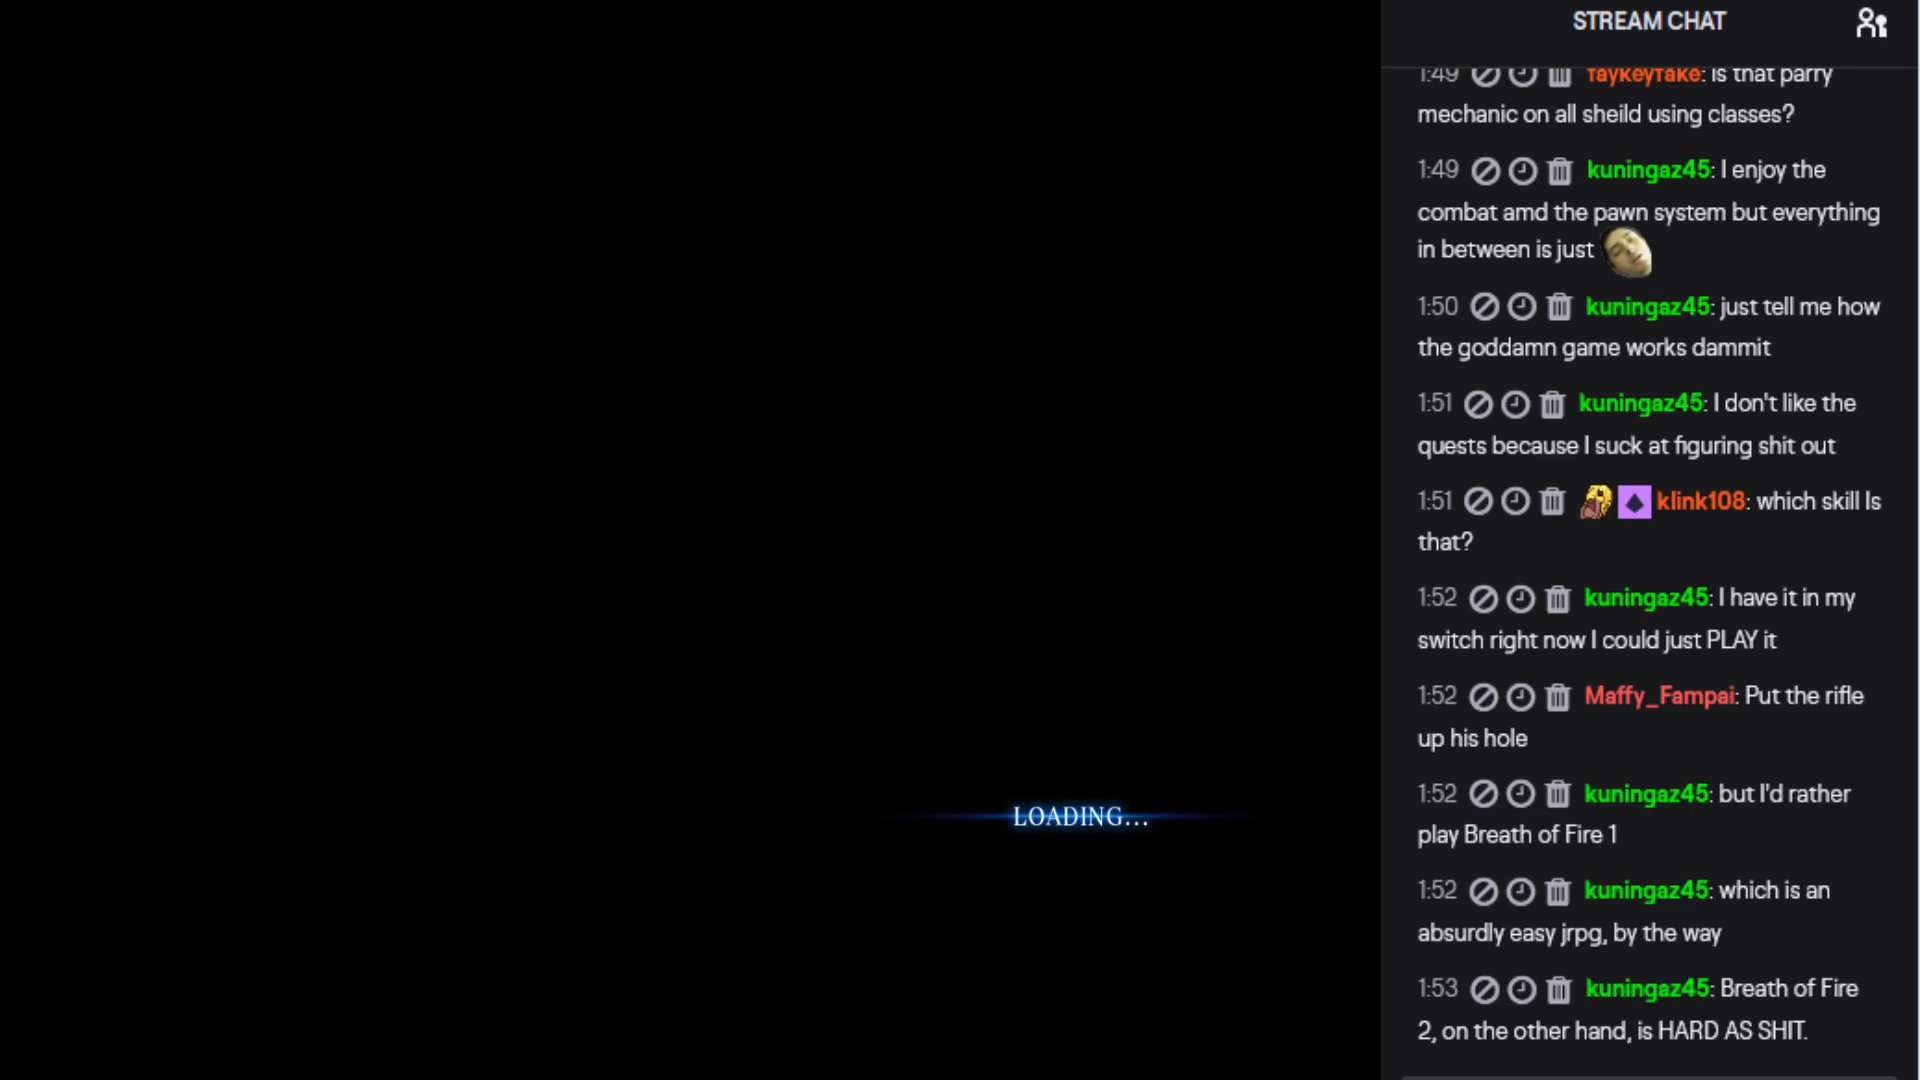 STREAM CHAT
1:49 faykeyfake: is that parry
mechanic on all sheild using classes?
1:49 kuningaz45: I enjoy the
combat amd the pawn system but everything
in between is just
1:50 kuningaz45: just tell me how
the goddamn game works dammit
1:51 kuningaz45: I don't like the
quests because I suck at figuring shit out
1:51 klink108: which skill Is
that?
1:52 kuningaz45: I have it in my
switch right now I could just PLAY it
1:52 Maffy_Fampai: Put the rifle
up his hole
LOADING...
1:52 kuningaz45: but I'd rather
play Breath of Fire 1
1:52 kuningaz45: which is an
absurdly easy jrpg, by the way
1:53 kuningaz45: Breath of Fire
2, on the other hand, is HARD AS SHIT.